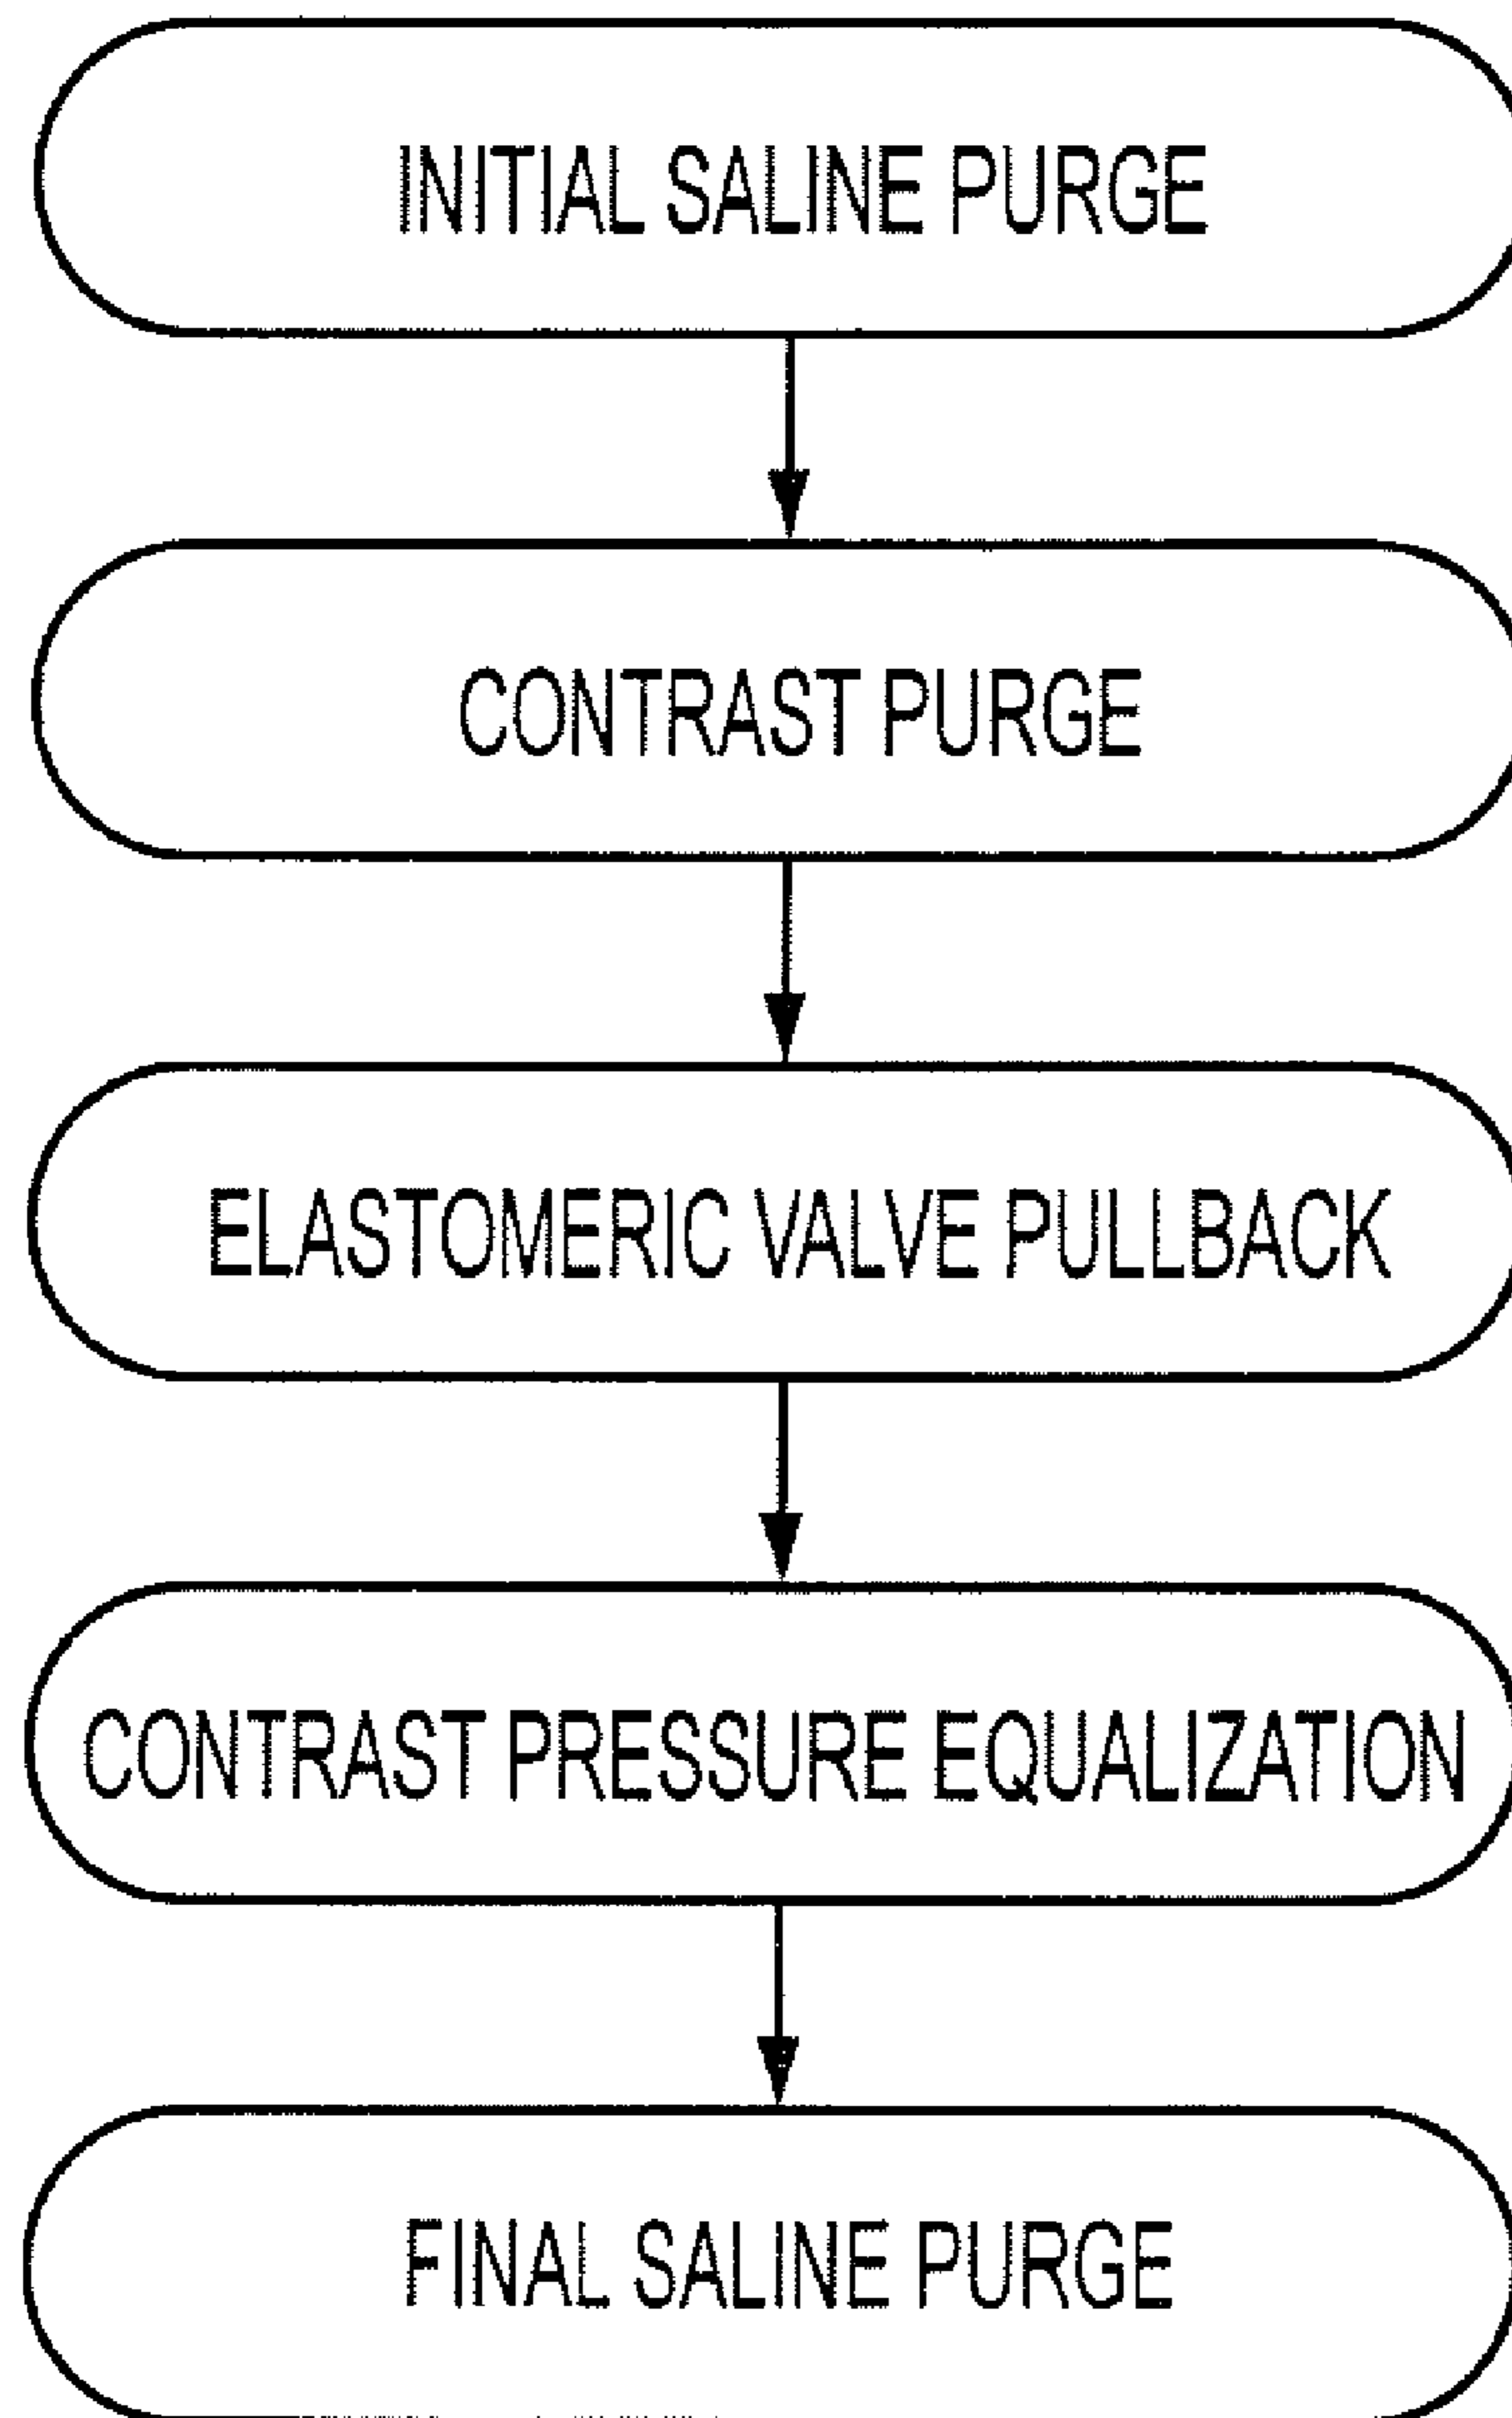 INITIAL SALINE PURGE
CONTRAST PURGE
ELASTOMERIC VALVE PULLBACK
CONTRAST PRESSURE EQUALIZATION
FINAL SALINE PURGE